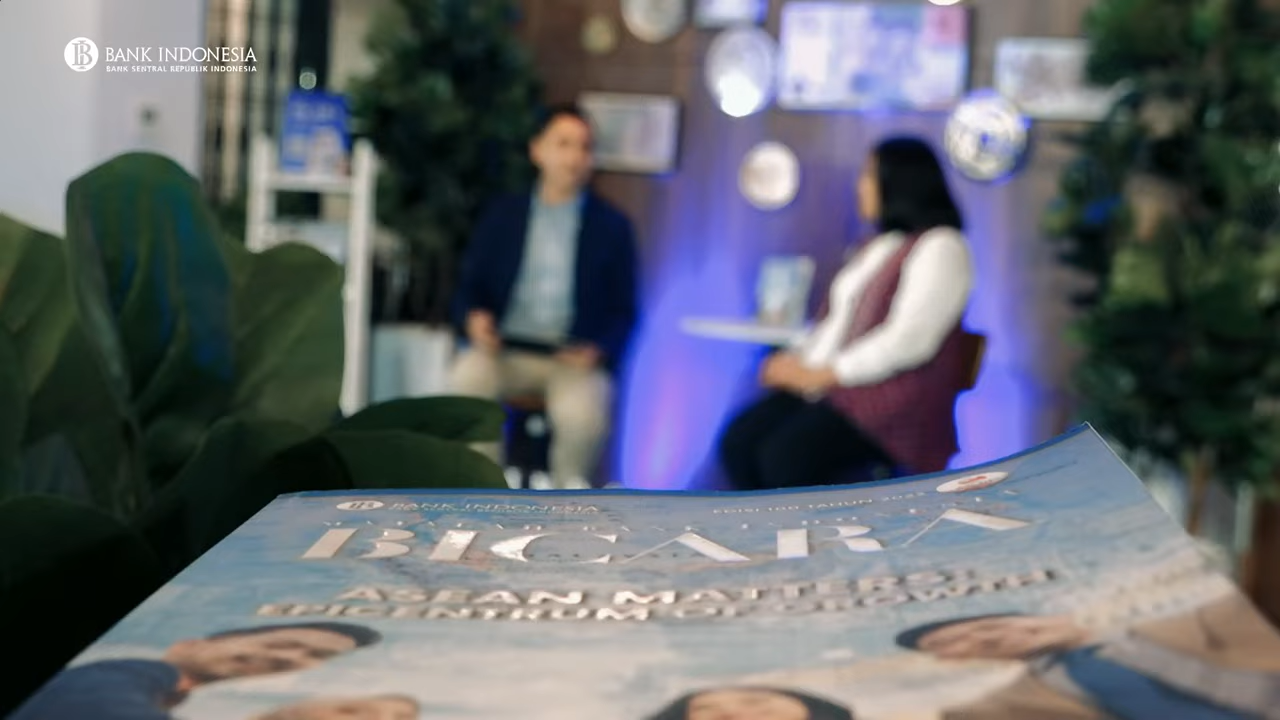 BANK INDONESIA
BANK SENTRAL REPUBLIK INDONESIA
BANK INDONESIA
BICARA
ASEAN MATTERS:
EPICENTRUM OF GROWTH